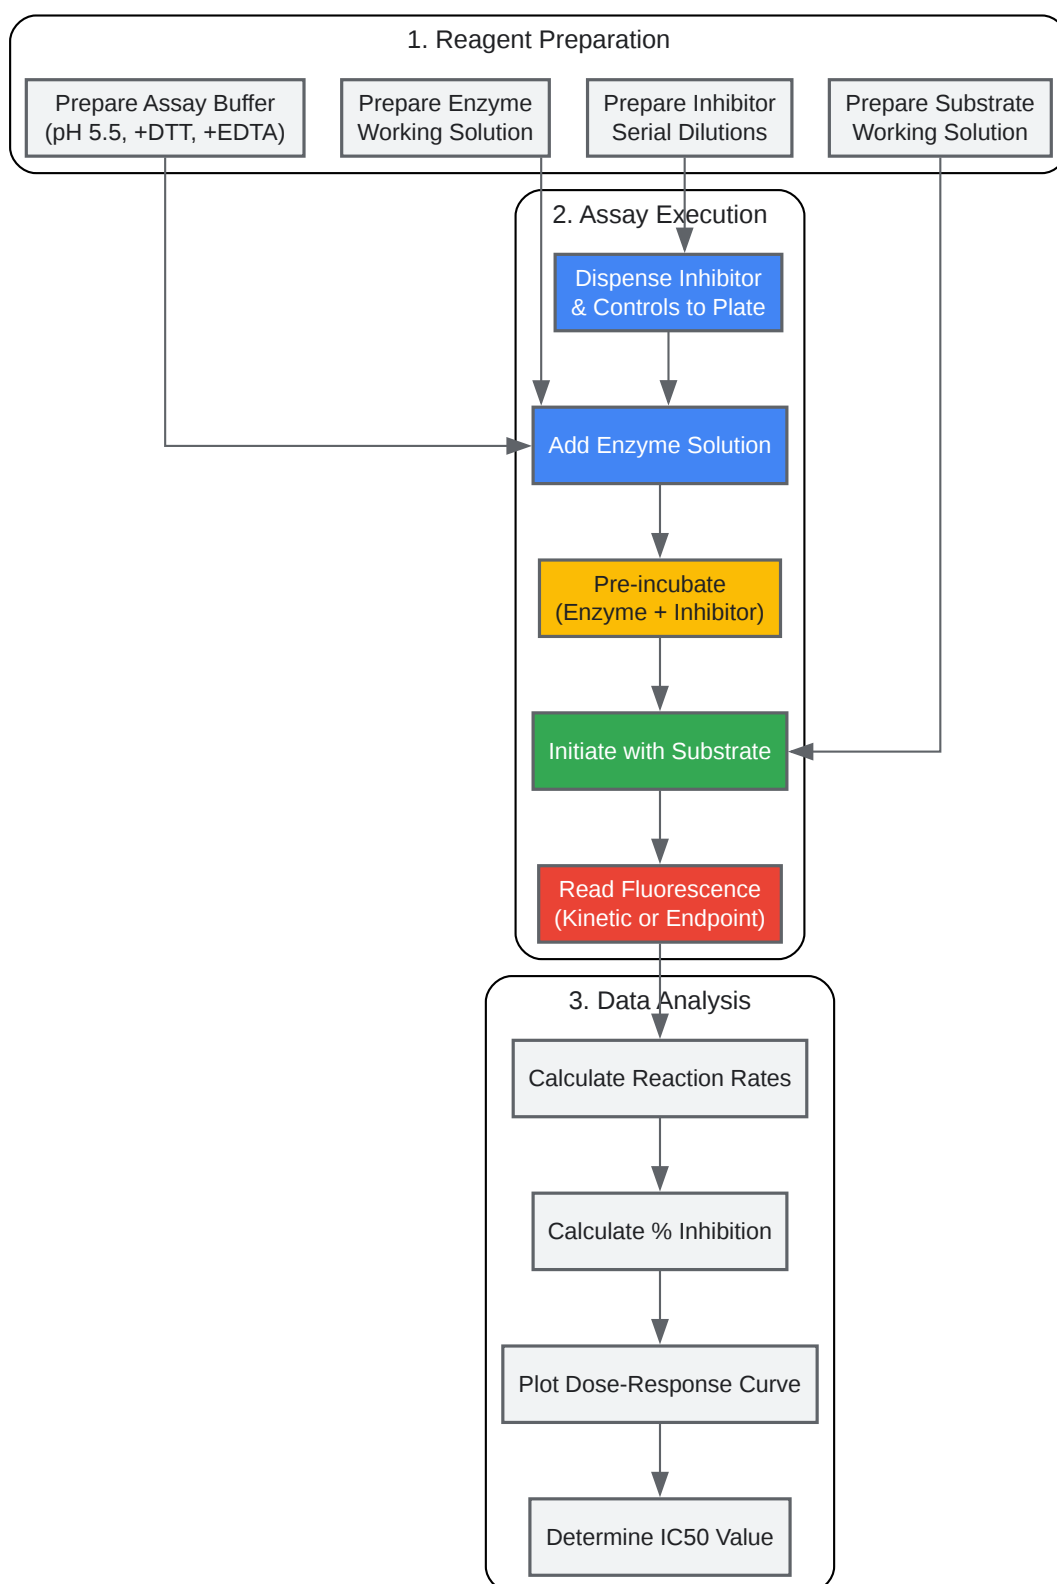 1. Reagent Preparation
Prepare Assay Buffer
(pH 5.5, +DTT, +EDTA)
Prepare Enzyme
Working Solution
Prepare Inhibitor
Serial Dilutions
Prepare Substrate
Working Solution
2. Assay Execution
Dispense Inhibitor
& Controls to Plate
Add Enzyme Solution
Pre-incubate
(Enzyme + Inhibitor)
Initiate with Substrate
Read Fluorescence
(Kinetic or Endpoint)
3. Data Analysis
Calculate Reaction Rates
Calculate % Inhibition
Plot Dose-Response Curve
Determine IC50 Value